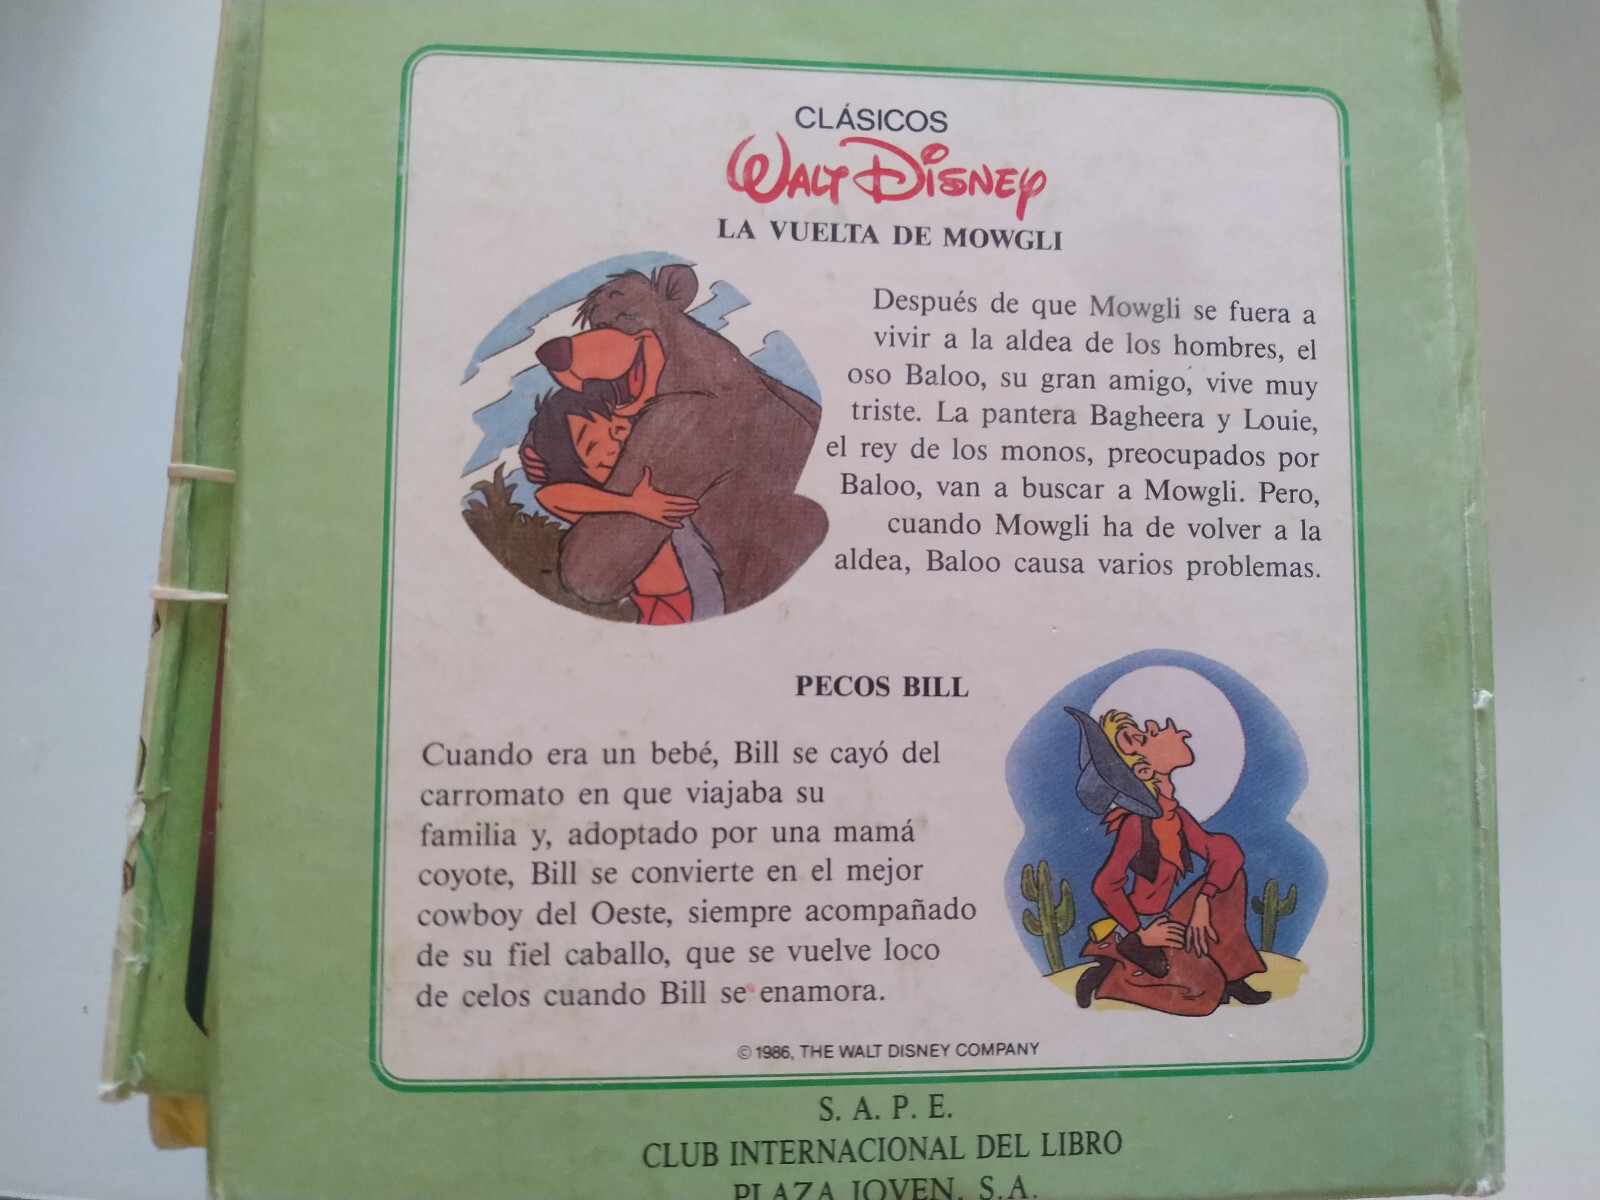 CLÁSICOS
WALT DISNEY
LA VUELTA DE MOWGLI
Después de que Mowgli se fuera a
vivir a la aldea de los hombres, el
oso Baloo, su gran amigo, vive muy
triste. La pantera Bagheera y Louie,
el rey de los monos, preocupados por
Baloo, van a buscar a Mowgli. Pero,
cuando Mowgli ha de volver a la
aldea, Baloo causa varios problemas.
PECOS BILL
Cuando era un bebé, Bill se cayó del
carromato en que viajaba su
familia y, adoptado por una mamá
coyote, Bill se convierte en el mejor
cowboy del Oeste, siempre acompañado
de su fiel caballo, que se vuelve loco
de celos cuando Bill se enamora.
© 1986, THE WALT DISNEY COMPANY
S. A. P. E.
CLUB INTERNACIONAL DEL LIBRO
PLAZA JOVEN, S.A.